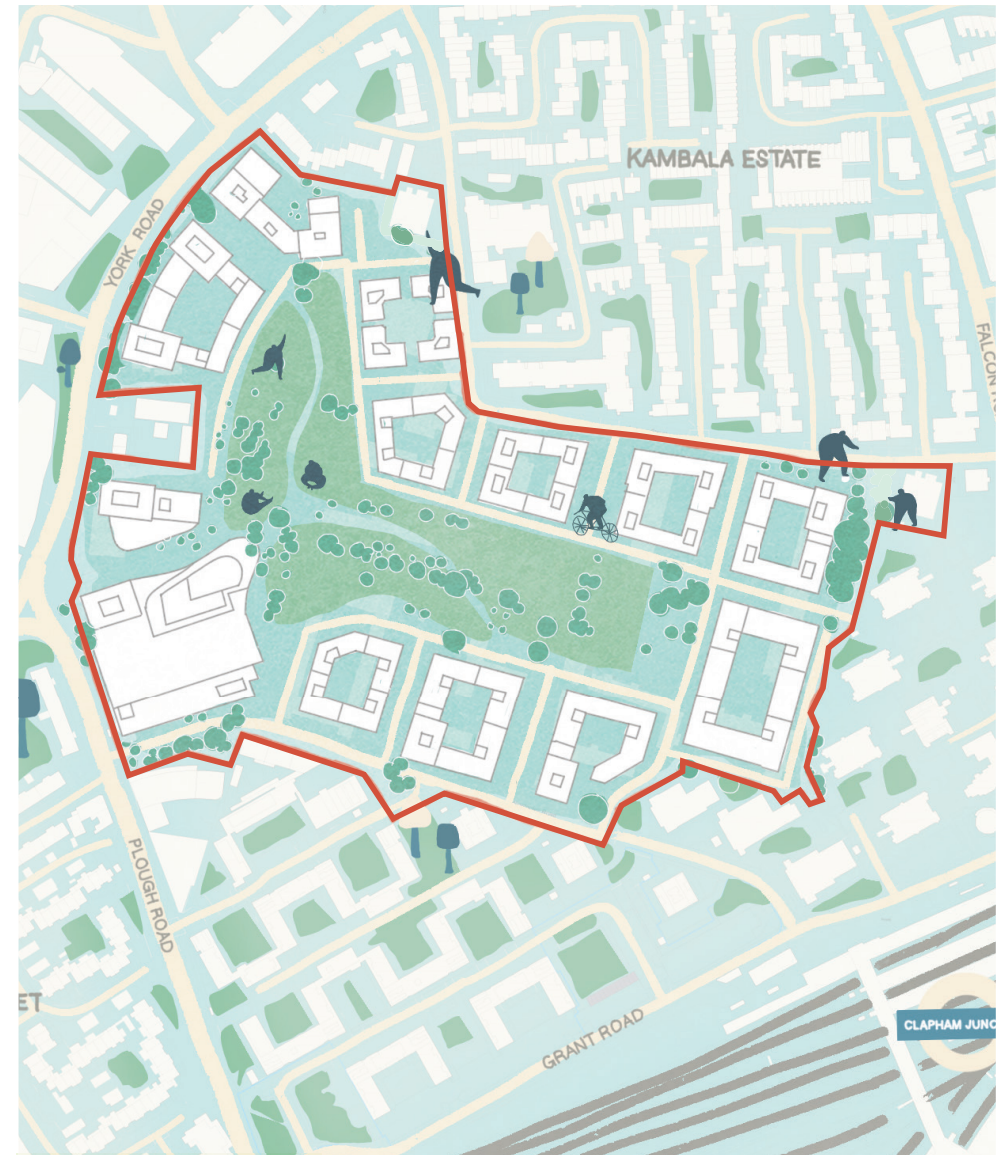 KAMBALA ESTATE
YORK ROAD
FALCON
PLOUGH ROAD
ET
GRANT ROAD
CLAPHAM JUNC